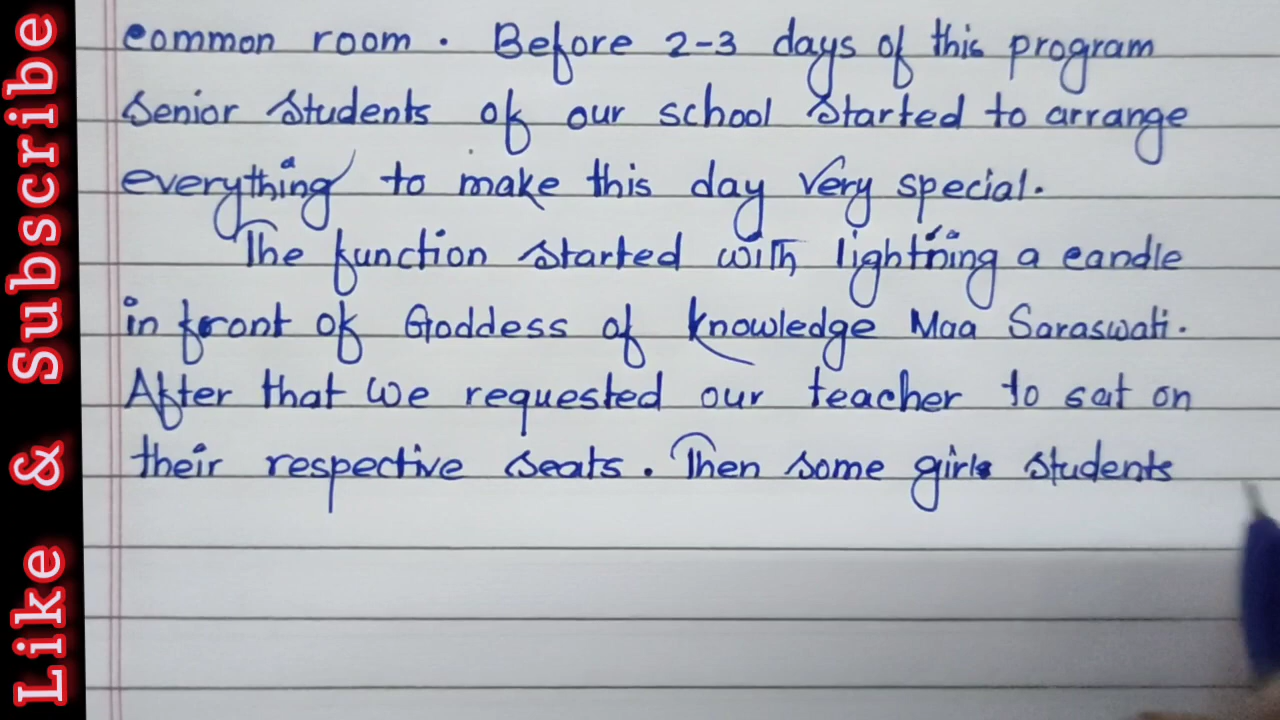 Like & Subscribe
common room. Before 2-3 days of this program
Senior students of our school started to arrange
everything to make this day very special.
The function started with lightning a candle
in front of Goddess of knowledge Maa Saraswati.
After that we requested our teacher to sat on
their respective seats. Then some girls students